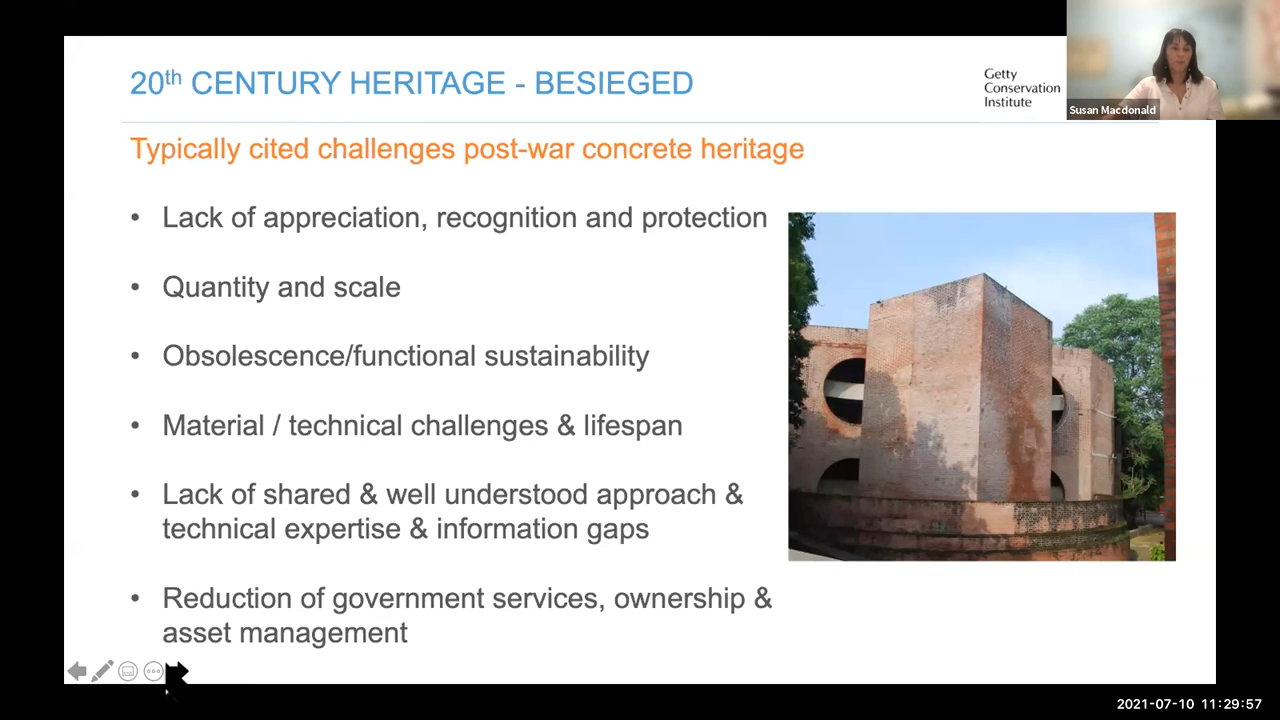 20th CENTURY HERITAGE - BESIEGED
Getty
Conservation
Institute
Susan Macdonald
Typically cited challenges post-war concrete heritage
• Lack of appreciation, recognition and protection
• Quantity and scale
• Obsolescence/functional sustainability
• Material / technical challenges & lifespan
• Lack of shared & well understood approach &
technical expertise & information gaps
• Reduction of government services, ownership &
asset management
2021-07-10 11:29:57